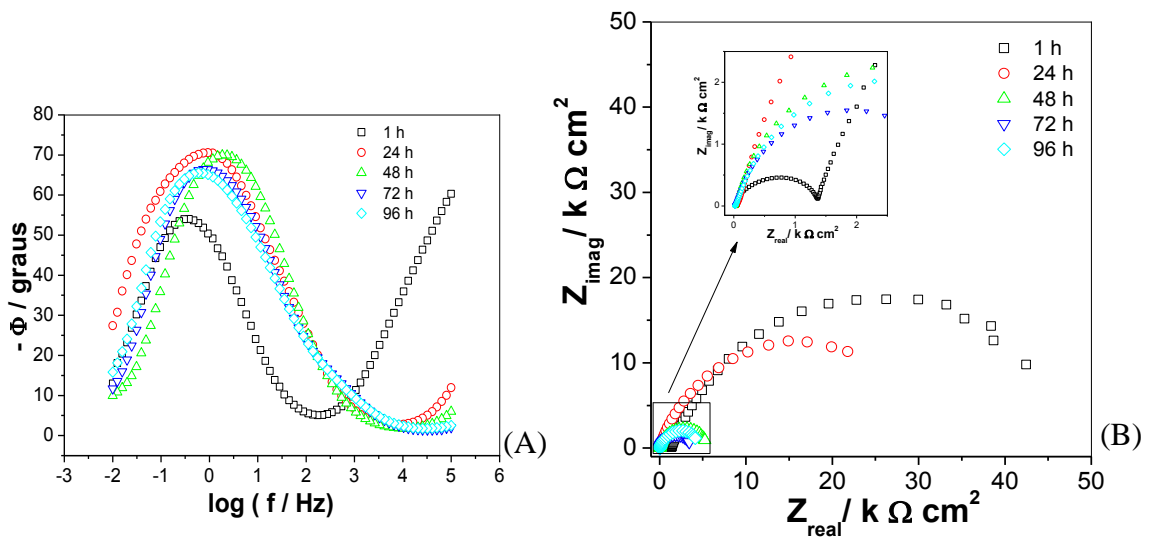 80
70
60
50
40
30
20
10
0
- Φ / graus
-3 -2 -1 0 1 2 3 4 5 6
log ( f / Hz)
1 h
24 h
48 h
72 h
96 h
(A)
50
40
30
20
10
0
Z_imag / k Ω cm²
0 10 20 30 40 50
Z_real / k Ω cm²
1 h
24 h
48 h
72 h
96 h
2
1
0
Z_imag / k Ω cm²
0 1 2
Z_real / k Ω cm²
(B)